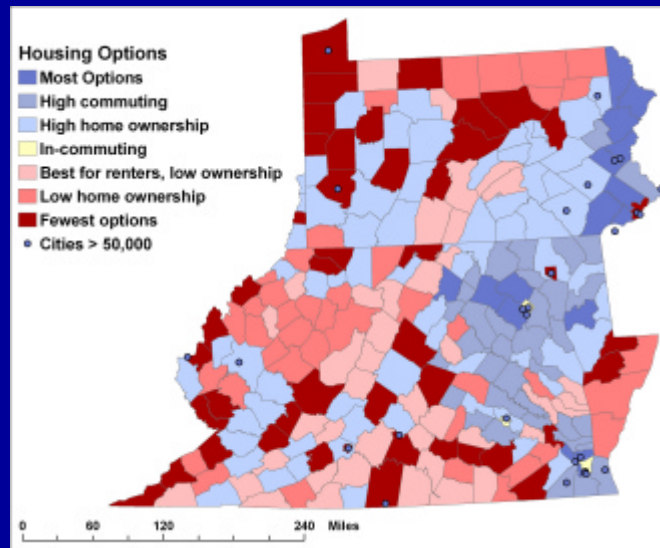 Housing Options
Most Options
High commuting
High home ownership
In-commuting
Best for renters, low ownership
Low home ownership
Fewest options
Cities > 50,000
0 60 120 240 Miles